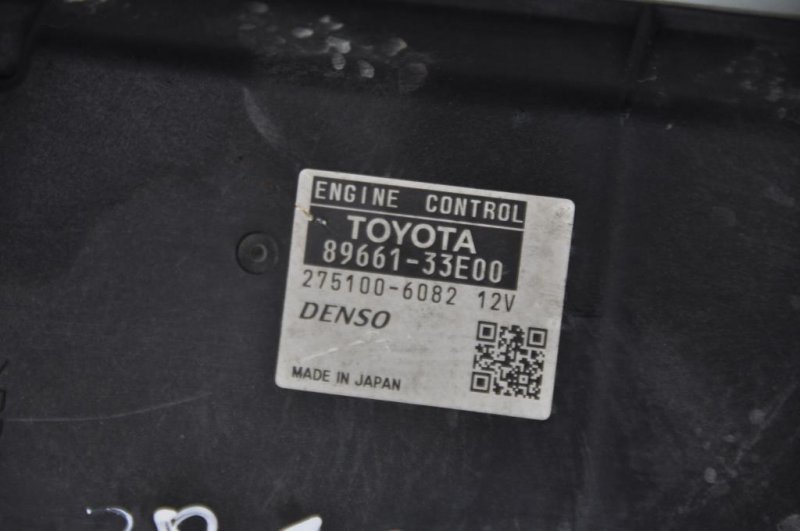 ENGINE CONTROL
TOYOTA
89661-33E00
275100-6082 12V
DENSO
MADE IN JAPAN